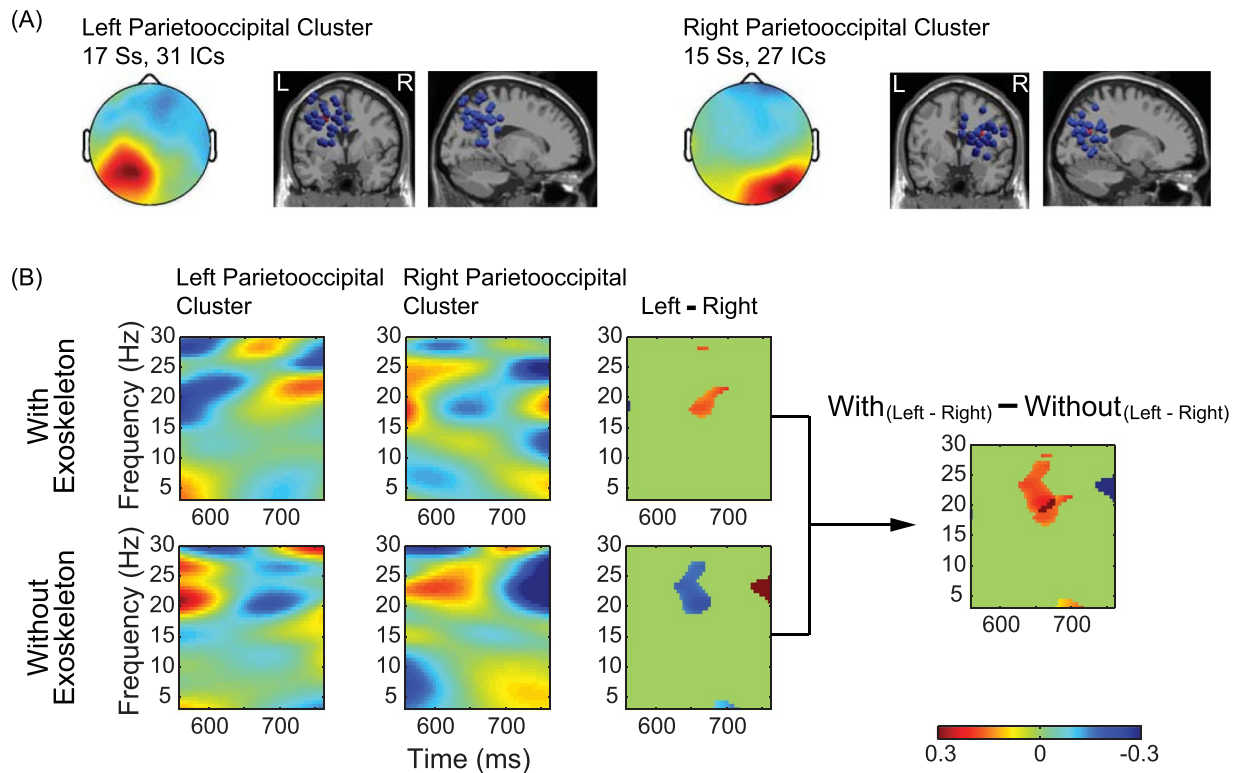 (A)
Left Parietooccipital Cluster
17 Ss, 31 ICs
L R
Right Parietooccipital Cluster
15 Ss, 27 ICs
L R
(B)
Left Parietooccipital
Cluster
Right Parietooccipital
Cluster
Left - Right
With
Exoskeleton
Frequency (Hz)
30
25
20
15
10
5
600 700
30
25
20
15
10
5
600 700
30
25
20
15
10
5
600 700
Without
Exoskeleton
Frequency (Hz)
30
25
20
15
10
5
600 700
30
25
20
15
10
5
600 700
30
25
20
15
10
5
600 700
Time (ms)
With(Left - Right) − Without(Left - Right)
30
25
20
15
10
5
600 700
0.3 0 -0.3